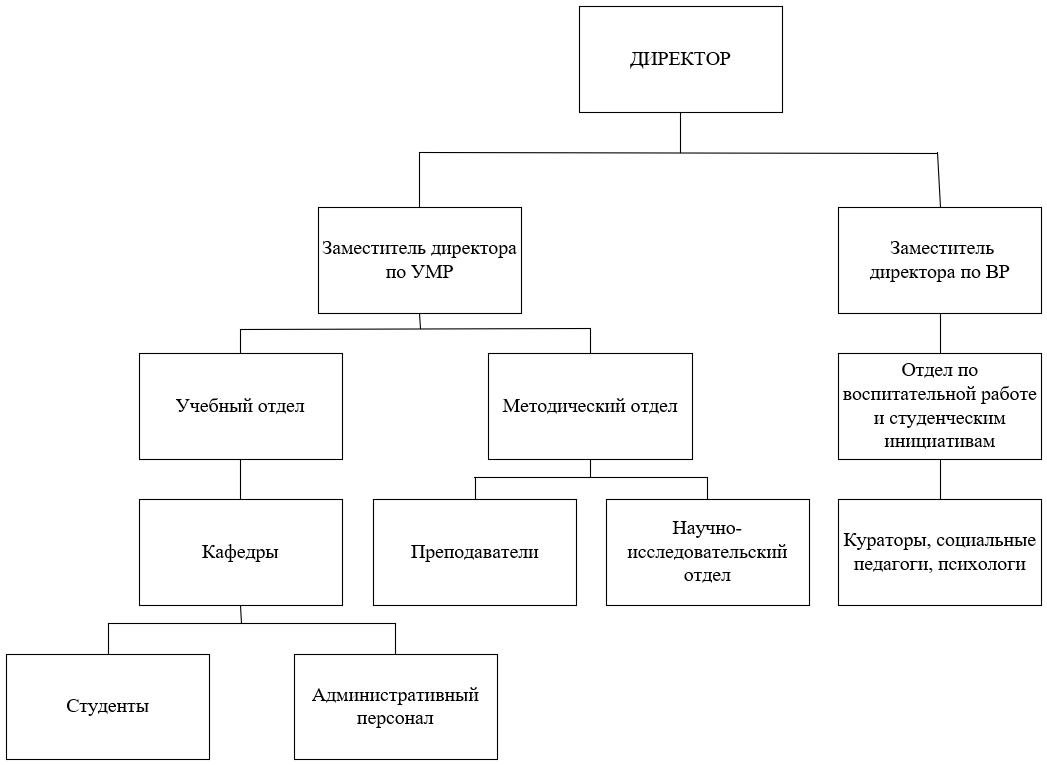 ДИРЕКТОР
Заместитель директора
по УМР
Заместитель
директора по ВР
Учебный отдел
Методический отдел
Отдел по
воспитательной работе
и студенческим
инициативам
Кафедры
Преподаватели
Научно-
исследовательский
отдел
Кураторы, социальные
педагоги, психологи
Студенты
Административный
персонал